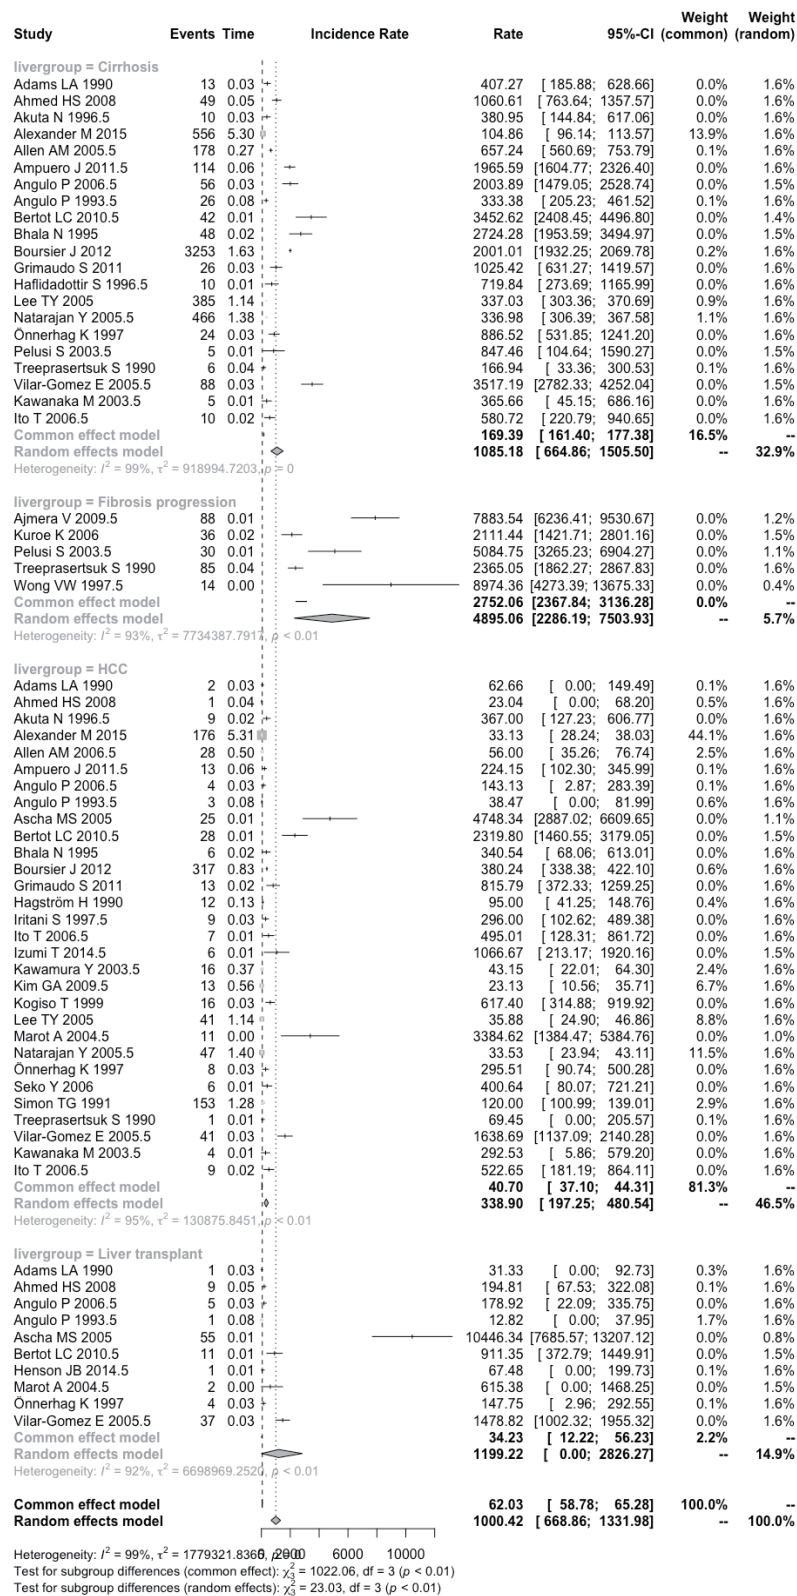 Weight Weight
Study Events Time Incidence Rate Rate 95%-CI (common) (random)
livergroup = Cirrhosis
Adams LA 1990 13 0.03 407.27 [ 185.88; 628.66] 0.0% 1.6%
Ahmed HS 2008 49 0.05 1060.61 [ 763.64; 1357.57] 0.0% 1.6%
Akuta N 1996.5 10 0.03 380.95 [ 144.84; 617.06] 0.0% 1.6%
Alexander M 2015 556 5.30 104.86 [ 96.14; 113.57] 13.9% 1.6%
Allen AM 2005.5 178 0.27 657.24 [ 560.69; 753.79] 0.1% 1.6%
Ampuero J 2011.5 114 0.06 1965.59 [1604.77; 2326.40] 0.0% 1.6%
Angulo P 2006.5 56 0.03 2003.89 [1479.05; 2528.74] 0.0% 1.5%
Angulo P 1993.5 26 0.08 333.38 [ 205.23; 461.52] 0.1% 1.6%
Bertot LC 2010.5 42 0.01 3452.62 [2408.45; 4496.80] 0.0% 1.4%
Bhala N 1995 48 0.02 2724.28 [1953.59; 3494.97] 0.0% 1.5%
Boursier J 2012 3253 1.63 2001.01 [1932.25; 2069.78] 0.2% 1.6%
Grimaudo S 2011 26 0.03 1025.42 [ 631.27; 1419.57] 0.0% 1.6%
Haflidadottir S 1996.5 10 0.01 719.84 [ 273.69; 1165.99] 0.0% 1.6%
Lee TY 2005 385 1.14 337.03 [ 303.36; 370.69] 0.9% 1.6%
Natarajan Y 2005.5 466 1.38 336.98 [ 306.39; 367.58] 1.1% 1.6%
Önnerhag K 1997 24 0.03 886.52 [ 531.85; 1241.20] 0.0% 1.6%
Pelusi S 2003.5 5 0.01 847.46 [ 104.64; 1590.27] 0.0% 1.5%
Treeprasertsuk S 1990 6 0.04 166.94 [ 33.36; 300.53] 0.1% 1.6%
Vilar-Gomez E 2005.5 88 0.03 3517.19 [2782.33; 4252.04] 0.0% 1.5%
Kawanaka M 2003.5 5 0.01 365.66 [ 45.15; 686.16] 0.0% 1.6%
Ito T 2006.5 10 0.02 580.72 [ 220.79; 940.65] 0.0% 1.6%
Common effect model 169.39 [ 161.40; 177.38] 16.5% --
Random effects model 1085.18 [ 664.86; 1505.50] -- 32.9%
Heterogeneity: I² = 99%, τ² = 918994.7203, p = 0
livergroup = Fibrosis progression
Ajmera V 2009.5 88 0.01 7883.54 [6236.41; 9530.67] 0.0% 1.2%
Kuroe K 2006 36 0.02 2111.44 [1421.71; 2801.16] 0.0% 1.5%
Pelusi S 2003.5 30 0.01 5084.75 [3265.23; 6904.27] 0.0% 1.1%
Treeprasertsuk S 1990 85 0.04 2365.05 [1862.27; 2867.83] 0.0% 1.6%
Wong VW 1997.5 14 0.00 8974.36 [4273.39; 13675.33] 0.0% 0.4%
Common effect model 2752.06 [2367.84; 3136.28] 0.0% --
Random effects model 4895.06 [2286.19; 7503.93] -- 5.7%
Heterogeneity: I² = 93%, τ² = 7734387.7917, p < 0.01
livergroup = HCC
Adams LA 1990 2 0.03 62.66 [ 0.00; 149.49] 0.1% 1.6%
Ahmed HS 2008 1 0.04 23.04 [ 0.00; 68.20] 0.5% 1.6%
Akuta N 1996.5 9 0.02 367.00 [ 127.23; 606.77] 0.0% 1.6%
Alexander M 2015 176 5.31 33.13 [ 28.24; 38.03] 44.1% 1.6%
Allen AM 2006.5 28 0.50 56.00 [ 35.26; 76.74] 2.5% 1.6%
Ampuero J 2011.5 13 0.06 224.15 [ 102.30; 345.99] 0.1% 1.6%
Angulo P 2006.5 4 0.03 143.13 [ 2.87; 283.39] 0.1% 1.6%
Angulo P 1993.5 3 0.08 38.47 [ 0.00; 81.99] 0.6% 1.6%
Ascha MS 2005 25 0.01 4748.34 [2887.02; 6609.65] 0.0% 1.1%
Bertot LC 2010.5 28 0.01 2319.80 [1460.55; 3179.05] 0.0% 1.5%
Bhala N 1995 6 0.02 340.54 [ 68.06; 613.01] 0.0% 1.6%
Boursier J 2012 317 0.83 380.24 [ 338.38; 422.10] 0.6% 1.6%
Grimaudo S 2011 13 0.02 815.79 [ 372.33; 1259.25] 0.0% 1.6%
Hagström H 1990 12 0.13 95.00 [ 41.25; 148.76] 0.4% 1.6%
Iritani S 1997.5 9 0.03 296.00 [ 102.62; 489.38] 0.0% 1.6%
Ito T 2006.5 7 0.01 495.01 [ 128.31; 861.72] 0.0% 1.6%
Izumi T 2014.5 6 0.01 1066.67 [ 213.17; 1920.16] 0.0% 1.5%
Kawamura Y 2003.5 16 0.37 43.15 [ 22.01; 64.30] 2.4% 1.6%
Kim GA 2009.5 13 0.56 23.13 [ 10.56; 35.71] 6.7% 1.6%
Kogiso T 1999 16 0.03 617.40 [ 314.88; 919.92] 0.0% 1.6%
Lee TY 2005 41 1.14 35.88 [ 24.90; 46.86] 8.8% 1.6%
Marot A 2004.5 11 0.00 3384.62 [1384.47; 5384.76] 0.0% 1.0%
Natarajan Y 2005.5 47 1.40 33.53 [ 23.94; 43.11] 11.5% 1.6%
Önnerhag K 1997 8 0.03 295.51 [ 90.74; 500.28] 0.0% 1.6%
Seko Y 2006 6 0.01 400.64 [ 80.07; 721.21] 0.0% 1.6%
Simon TG 1991 153 1.28 120.00 [ 100.99; 139.01] 2.9% 1.6%
Treeprasertsuk S 1990 1 0.01 69.45 [ 0.00; 205.57] 0.1% 1.6%
Vilar-Gomez E 2005.5 41 0.03 1638.69 [1137.09; 2140.28] 0.0% 1.6%
Kawanaka M 2003.5 4 0.01 292.53 [ 5.86; 579.20] 0.0% 1.6%
Ito T 2006.5 9 0.02 522.65 [ 181.19; 864.11] 0.0% 1.6%
Common effect model 40.70 [ 37.10; 44.31] 81.3% --
Random effects model 338.90 [ 197.25; 480.54] -- 46.5%
Heterogeneity: I² = 95%, τ² = 130875.8451, p < 0.01
livergroup = Liver transplant
Adams LA 1990 1 0.03 31.33 [ 0.00; 92.73] 0.3% 1.6%
Ahmed HS 2008 9 0.05 194.81 [ 67.53; 322.08] 0.1% 1.6%
Angulo P 2006.5 5 0.03 178.92 [ 22.09; 335.75] 0.0% 1.6%
Angulo P 1993.5 1 0.08 12.82 [ 0.00; 37.95] 1.7% 1.6%
Ascha MS 2005 55 0.01 10446.34 [7685.57; 13207.12] 0.0% 0.8%
Bertot LC 2010.5 11 0.01 911.35 [ 372.79; 1449.91] 0.0% 1.6%
Henson JB 2014.5 1 0.01 67.48 [ 0.00; 199.73] 0.1% 1.6%
Marot A 2004.5 2 0.00 615.38 [ 0.00; 1468.25] 0.0% 1.5%
Önnerhag K 1997 4 0.03 147.75 [ 2.96; 292.55] 0.1% 1.6%
Vilar-Gomez E 2005.5 37 0.03 1478.82 [1002.32; 1955.32] 0.0% 1.6%
Common effect model 34.23 [ 12.22; 56.23] 2.2% --
Random effects model 1199.22 [ 0.00; 2826.27] -- 14.9%
Heterogeneity: I² = 92%, τ² = 6698969.2520, p < 0.01
Common effect model 62.03 [ 58.78; 65.28] 100.0% --
Random effects model 1000.42 [ 668.86; 1331.98] -- 100.0%
0 2000 6000 10000
Heterogeneity: I² = 99%, τ² = 1779321.8365, p = 0
Test for subgroup differences (common effect): χ²₃ = 1022.06, df = 3 (p < 0.01)
Test for subgroup differences (random effects): χ²₃ = 23.03, df = 3 (p < 0.01)